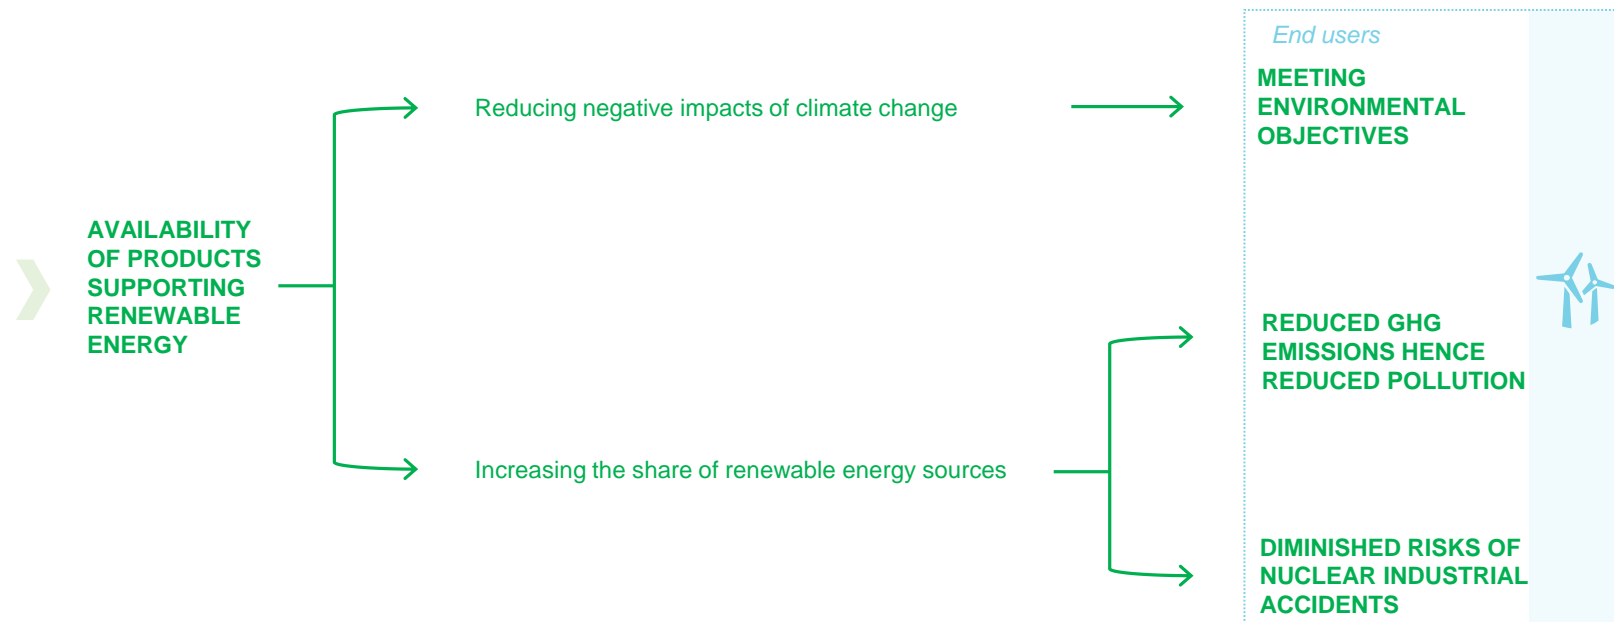 End users
MEETING
ENVIRONMENTAL
OBJECTIVES
Reducing negative impacts of climate change
AVAILABILITY
OF PRODUCTS
SUPPORTING
RENEWABLE
ENERGY
REDUCED GHG
EMISSIONS HENCE
REDUCED POLLUTION
Increasing the share of renewable energy sources
DIMINISHED RISKS OF
NUCLEAR INDUSTRIAL
ACCIDENTS